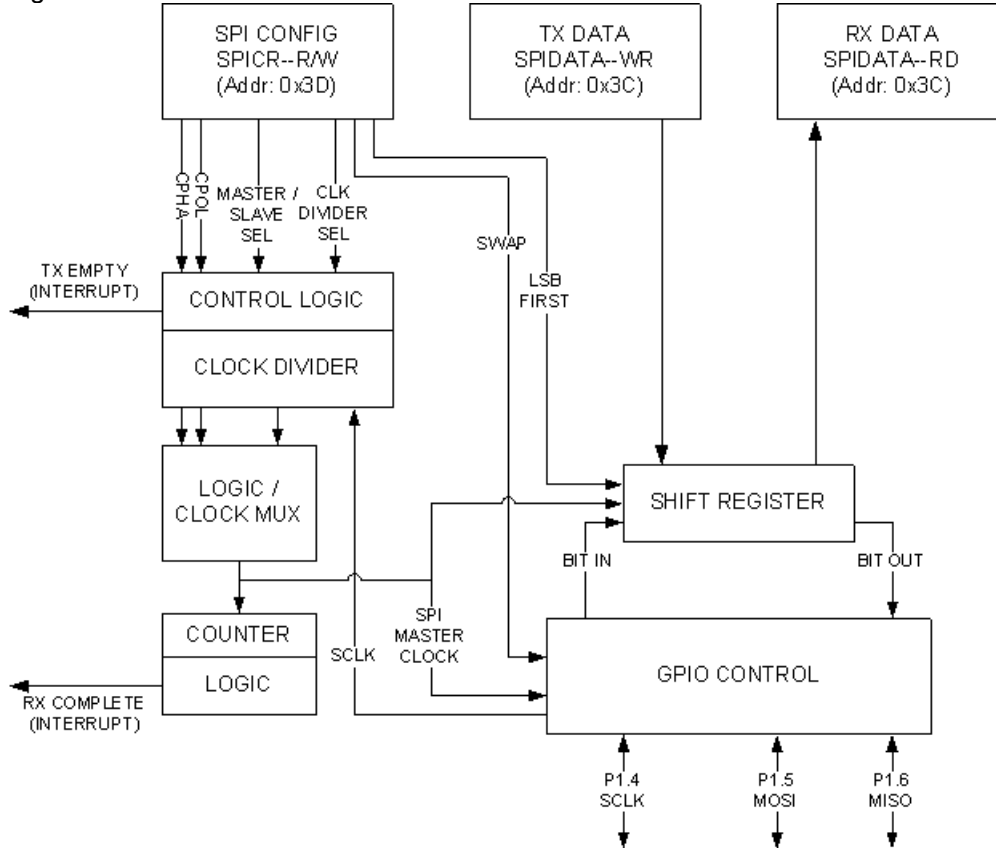 SPI CONFIG
SPICR--R/W
(Addr: 0x3D)
TX DATA
SPIDATA--WR
(Addr: 0x3C)
RX DATA
SPIDATA--RD
(Addr: 0x3C)
CPHA
CPOL
MASTER /
SLAVE
SEL
CLK
DIVIDER
SEL
SWAP
LSB
FIRST
TX EMPTY
(INTERRUPT)
CONTROL LOGIC
CLOCK DIVIDER
LOGIC /
CLOCK MUX
SHIFT REGISTER
BIT IN
BIT OUT
COUNTER
LOGIC
SCLK
SPI
MASTER
CLOCK
GPIO CONTROL
RX COMPLETE
(INTERRUPT)
P1.4
SCLK
P1.5
MOSI
P1.6
MISO